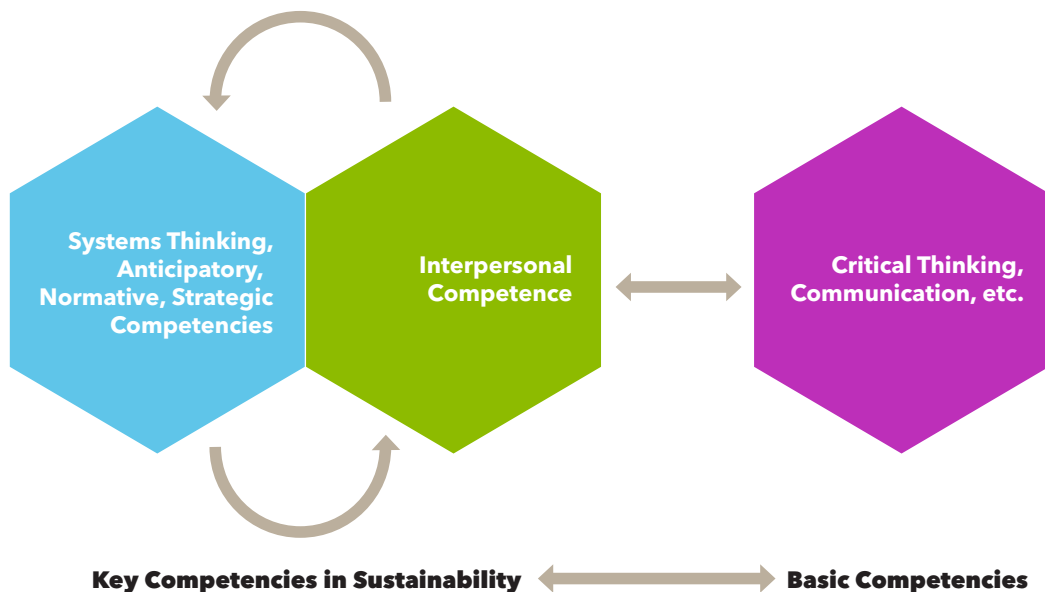 Systems Thinking,
Anticipatory,
Normative, Strategic
Competencies
Interpersonal
Competence
Critical Thinking,
Communication, etc.
Key Competencies in Sustainability
Basic Competencies